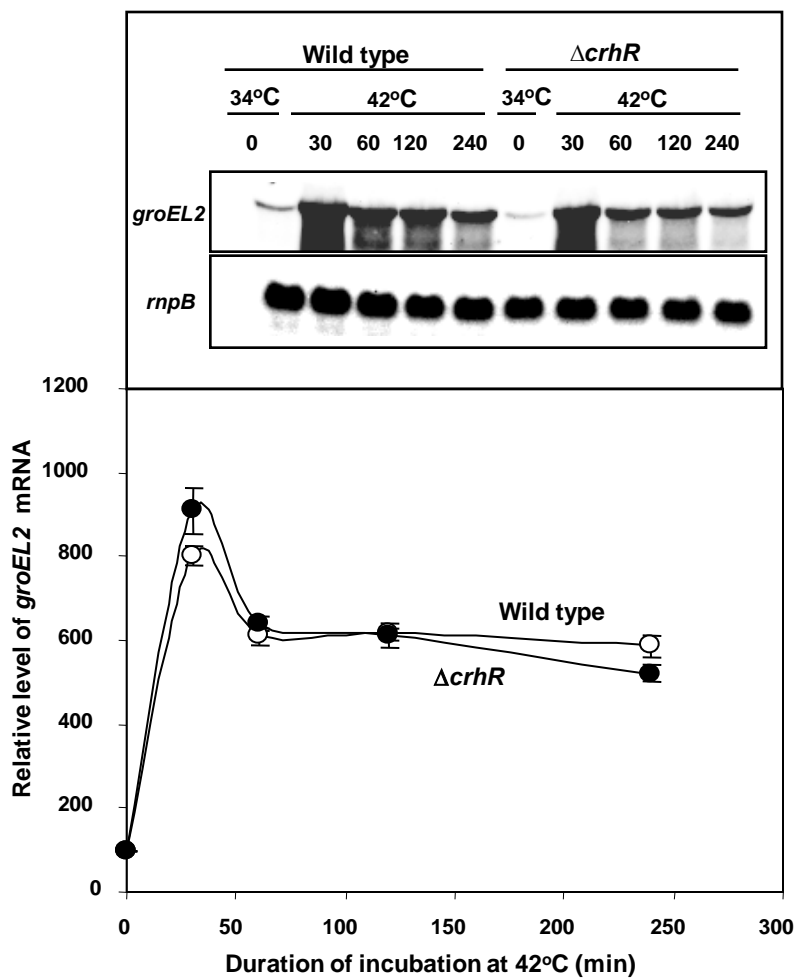 Wild type ΔcrhR
34°C 42°C 34°C 42°C
0 30 60 120 240 0 30 60 120 240
groEL2
rnpB
1200
1000
800
600
400
200
0
Relative level of groEL2 mRNA
Wild type
ΔcrhR
0 50 100 150 200 250 300
Duration of incubation at 42°C (min)